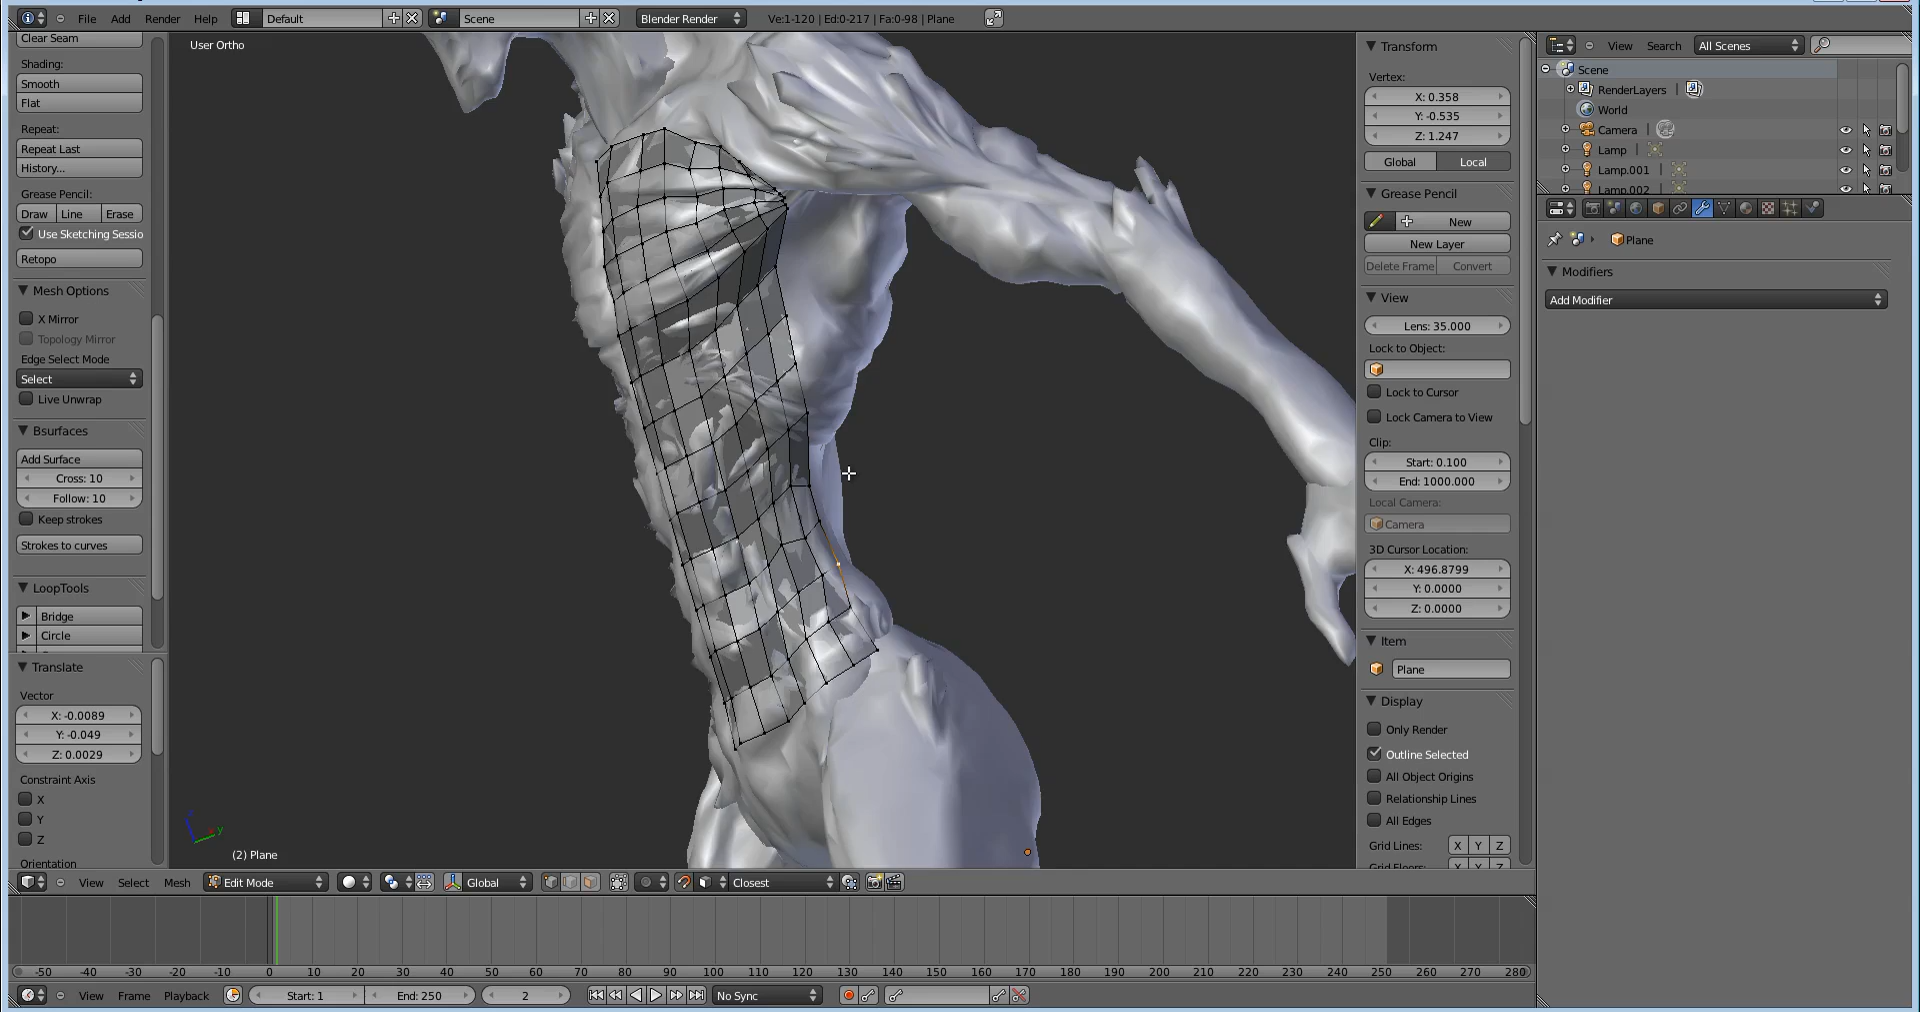 File Add Render Help Default Scene Blender Render Ve:1-120 | Ed:0-217 | Fa:0-98 | Plane
Clear Seam
Shading:
Smooth
Flat
Repeat:
Repeat Last
History...
Grease Pencil:
Draw Line Erase
Use Sketching Sessio
Retopo
Mesh Options
X Mirror
Topology Mirror
Edge Select Mode
Select
Live Unwrap
Bsurfaces
Add Surface
Cross: 10
Follow: 10
Keep strokes
Strokes to curves
LoopTools
Bridge
Circle
Translate
Vector
X: -0.0089
Y: -0.049
Z: 0.0029
Constraint Axis
X
Y
Z
Orientation
User Ortho
y
(2) Plane
Transform
Vertex:
X: 0.358
Y: -0.535
Z: 1.247
Global Local
Grease Pencil
New
New Layer
Delete Frame Convert
View
Lens: 35.000
Lock to Object:
Lock to Cursor
Lock Camera to View
Clip:
Start: 0.100
End: 1000.000
Local Camera:
Camera
3D Cursor Location:
X: 496.8799
Y: 0.0000
Z: 0.0000
Item
Plane
Display
Only Render
Outline Selected
All Object Origins
Relationship Lines
All Edges
Grid Lines: X Y Z
Grid Floors: X Y Z
View Search All Scenes
Scene
RenderLayers
World
Camera
Lamp
Lamp.001
Lamp.002
Plane
Modifiers
Add Modifier
View Select Mesh Edit Mode Global Closest
-50 -40 -30 -20 -10 0 10 20 30 40 50 60 70 80 90 100 110 120 130 140 150 160 170 180 190 200 210 220 230 240 250 260 270 280
View Frame Playback Start: 1 End: 250 2 No Sync